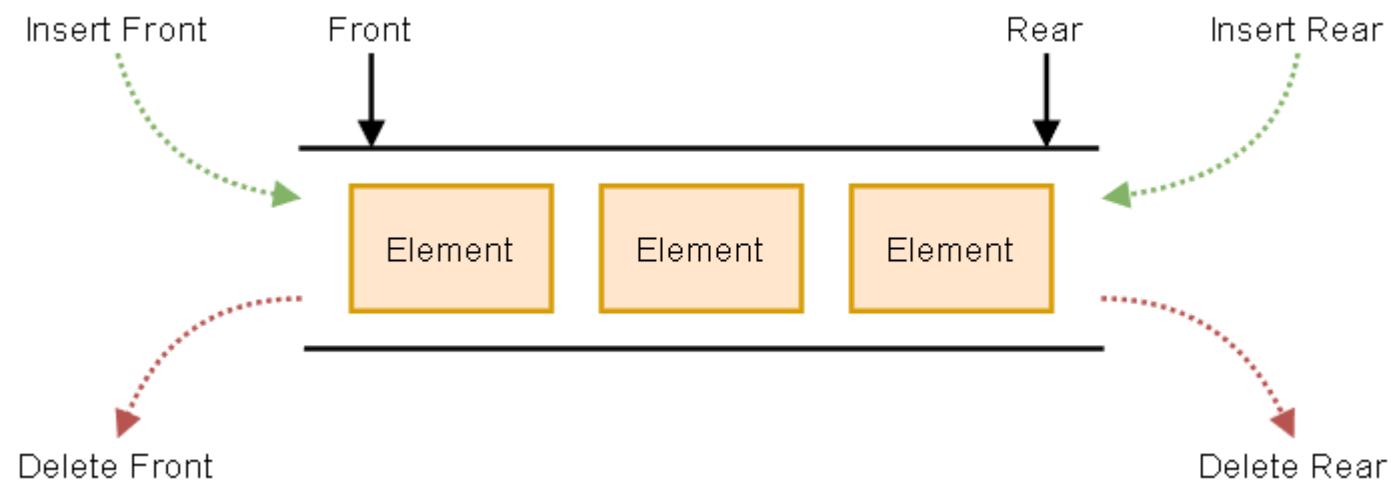 Insert Front
Front
Rear
Insert Rear
Element
Element
Element
Delete Front
Delete Rear